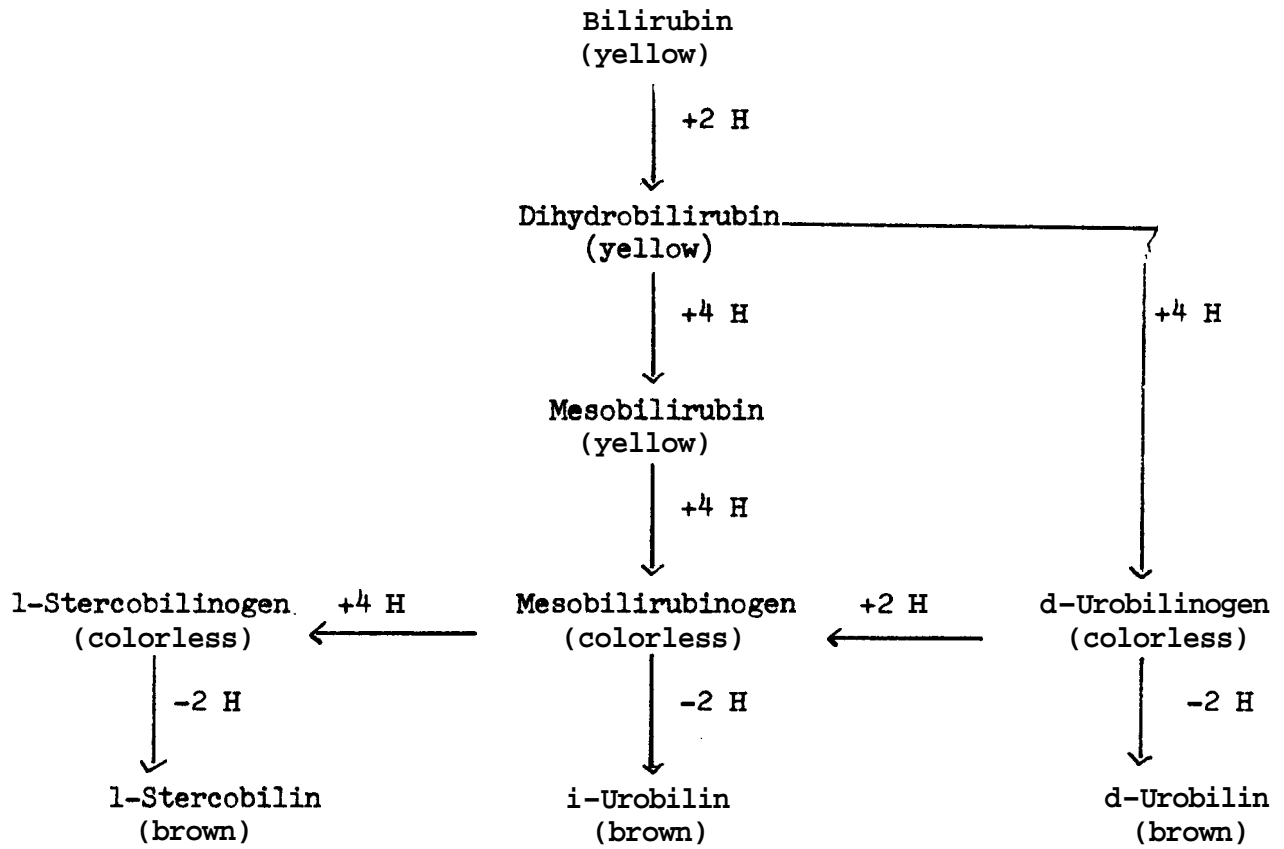 Bilirubin
(yellow)
+2 H
Dihydrobilirubin
(yellow)
+4 H
+4 H
Mesobilirubin
(yellow)
+4 H
l-Stercobilinogen +4 H Mesobilirubinogen +2 H d-Urobilinogen
(colorless) (colorless) (colorless)
-2 H -2 H -2 H
l-Stercobilin i-Urobilin d-Urobilin
(brown) (brown) (brown)